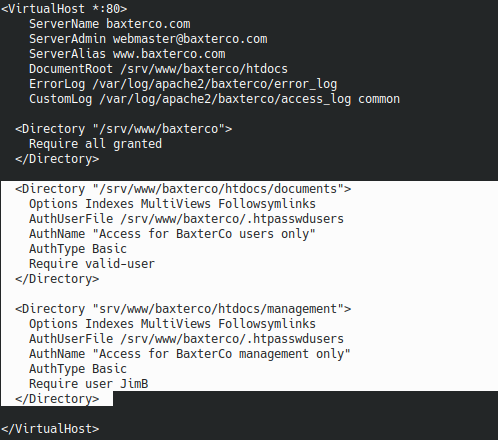 <VirtualHost *:80>
ServerName baxterco.com
ServerAdmin webmaster@baxterco.com
ServerAlias www.baxterco.com
DocumentRoot /srv/www/baxterco/htdocs
ErrorLog /var/log/apache2/baxterco/error_log
CustomLog /var/log/apache2/baxterco/access_log common
<Directory "/srv/www/baxterco">
Require all granted
</Directory>
<Directory "/srv/www/baxterco/htdocs/documents">
Options Indexes MultiViews Followsymlinks
AuthUserFile /srv/www/baxterco/.htpasswdusers
AuthName "Access for BaxterCo users only"
AuthType Basic
Require valid-user
</Directory>
<Directory "srv/www/baxterco/htdocs/management">
Options Indexes MultiViews Followsymlinks
AuthUserFile /srv/www/baxterco/.htpasswdusers
AuthName "Access for BaxterCo management only"
AuthType Basic
Require user JimB
</Directory>
</VirtualHost>